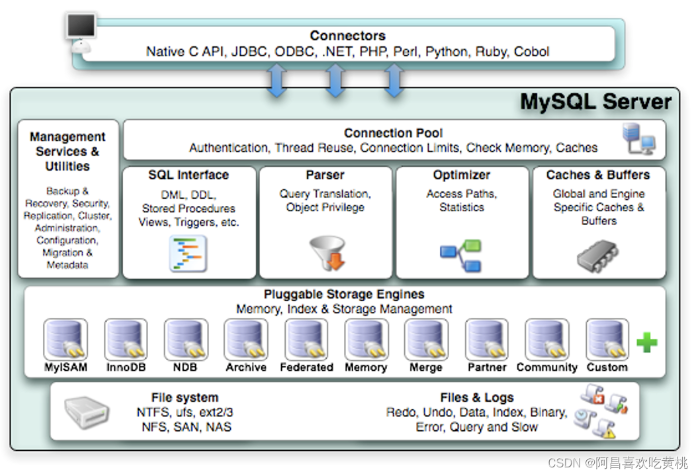 Connectors
Native C API, JDBC, ODBC, .NET, PHP, Perl, Python, Ruby, Cobol
MySQL Server
Management
Services &
Utilities
Backup &
Recovery, Security,
Replication, Cluster,
Administration,
Configuration,
Migration &
Metadata
Connection Pool
Authentication, Thread Reuse, Connection Limits, Check Memory, Caches
SQL Interface
DML, DDL,
Stored Procedures
Views, Triggers, etc.
Parser
Query Translation,
Object Privilege
Optimizer
Access Paths,
Statistics
Caches & Buffers
Global and Engine
Specific Caches &
Buffers
Pluggable Storage Engines
Memory, Index & Storage Management
MyISAM
InnoDB
NDB
Archive
Federated
Memory
Merge
Partner
Community
Custom
File system
NTFS, ufs, ext2/3
NFS, SAN, NAS
Files & Logs
Redo, Undo, Data, Index, Binary,
Error, Query and Slow
CSDN @阿昌喜欢吃黄桃